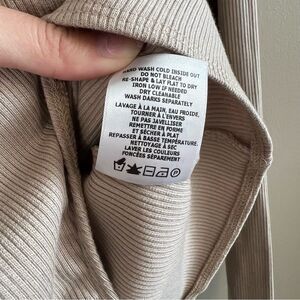 HAND WASH COLD INSIDE OUT
DO NOT BLEACH
RE-SHAPE & LAY FLAT TO DRY
IRON LOW IF NEEDED
DRY CLEANABLE
WASH DARKS SEPARATELY
LAVAGE À LA MAIN, EAU FROIDE,
TOURNER À L'ENVERS
NE PAS JAVELLISER
REMETTRE EN FORME
ET SÉCHER À PLAT
REPASSER À BASSE TEMPÉRATURE.
NETTOYAGE À SEC
LAVER LES COULEURS
FONCÉES SÉPAREMENT